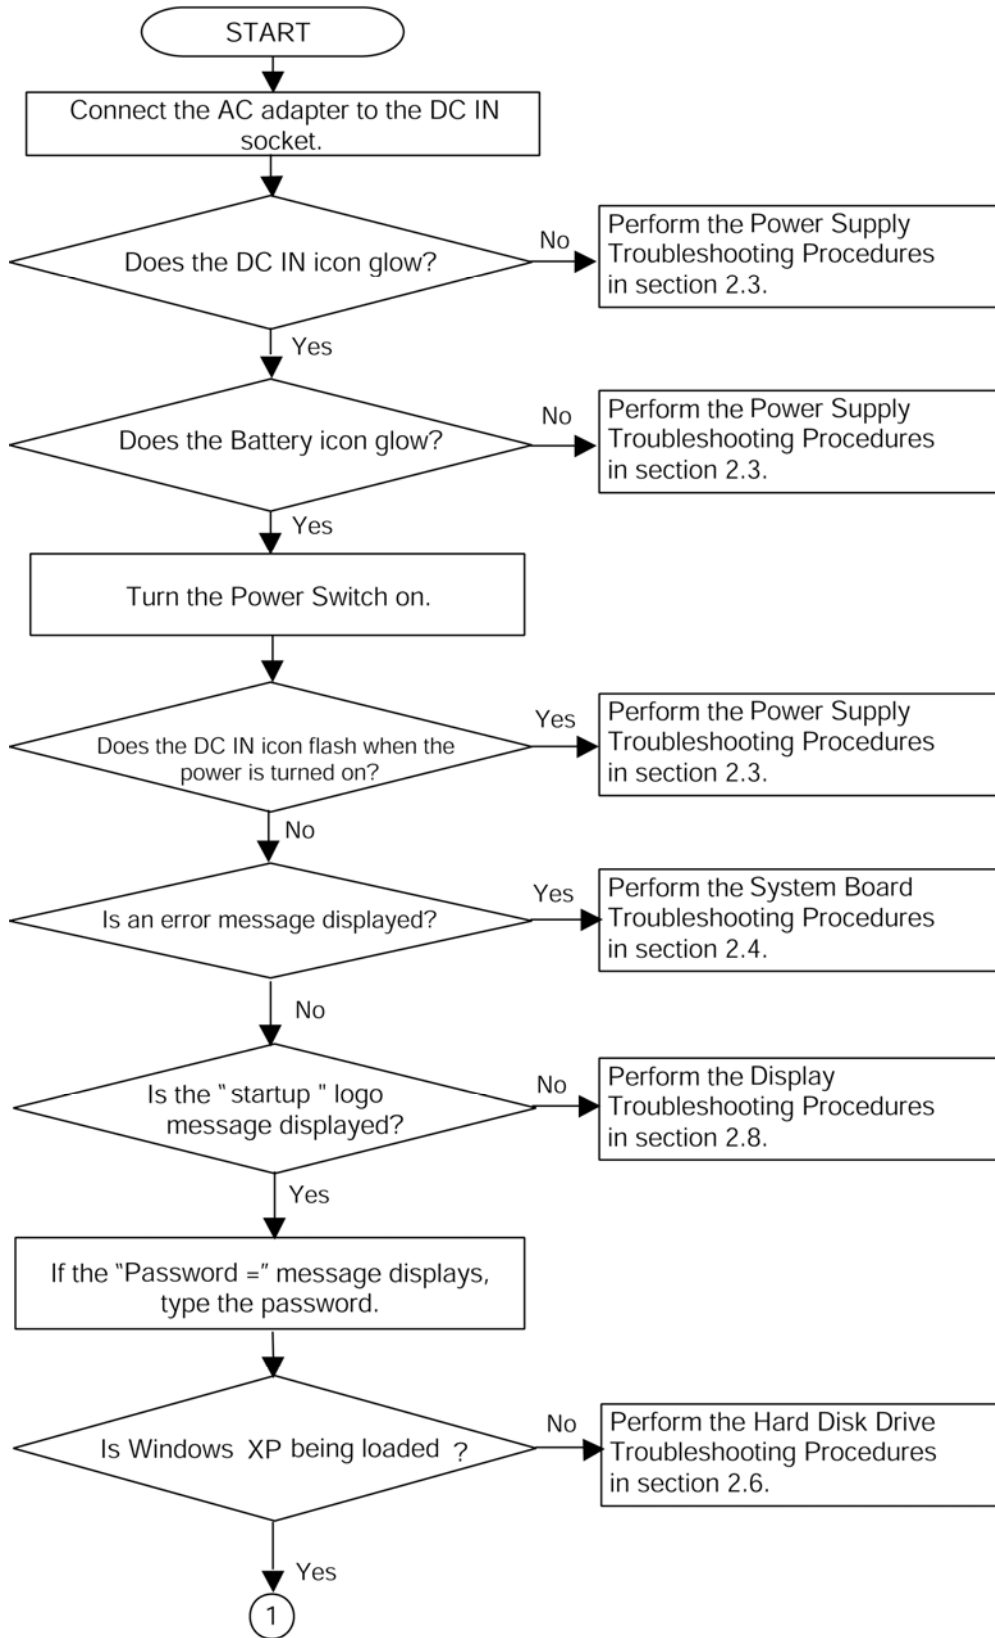 START
Connect the AC adapter to the DC IN
socket.
Does the DC IN icon glow?
No
Perform the Power Supply
Troubleshooting Procedures
in section 2.3.
Yes
Does the Battery icon glow?
No
Perform the Power Supply
Troubleshooting Procedures
in section 2.3.
Yes
Turn the Power Switch on.
Does the DC IN icon flash when the
power is turned on?
Yes
Perform the Power Supply
Troubleshooting Procedures
in section 2.3.
No
Is an error message displayed?
Yes
Perform the System Board
Troubleshooting Procedures
in section 2.4.
No
Is the "startup" logo
message displayed?
No
Perform the Display
Troubleshooting Procedures
in section 2.8.
Yes
If the "Password =" message displays,
type the password.
Is Windows XP being loaded ?
No
Perform the Hard Disk Drive
Troubleshooting Procedures
in section 2.6.
Yes
1